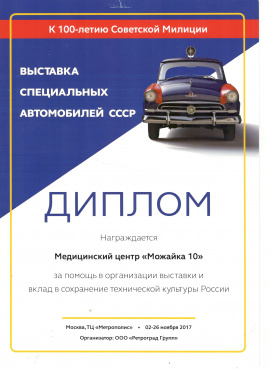 К 100-летию Советской Милиции
ВЫСТАВКА
СПЕЦИАЛЬНЫХ
АВТОМОБИЛЕЙ СССР
ДИПЛОМ
Награждается
Медицинский центр «Можайка 10»
за помощь в организации выставки и
вклад в сохранение технической культуры России
Москва, ТЦ «Метрополис» • 02-26 ноября 2017
Организатор: ООО «Ретроград Групп»